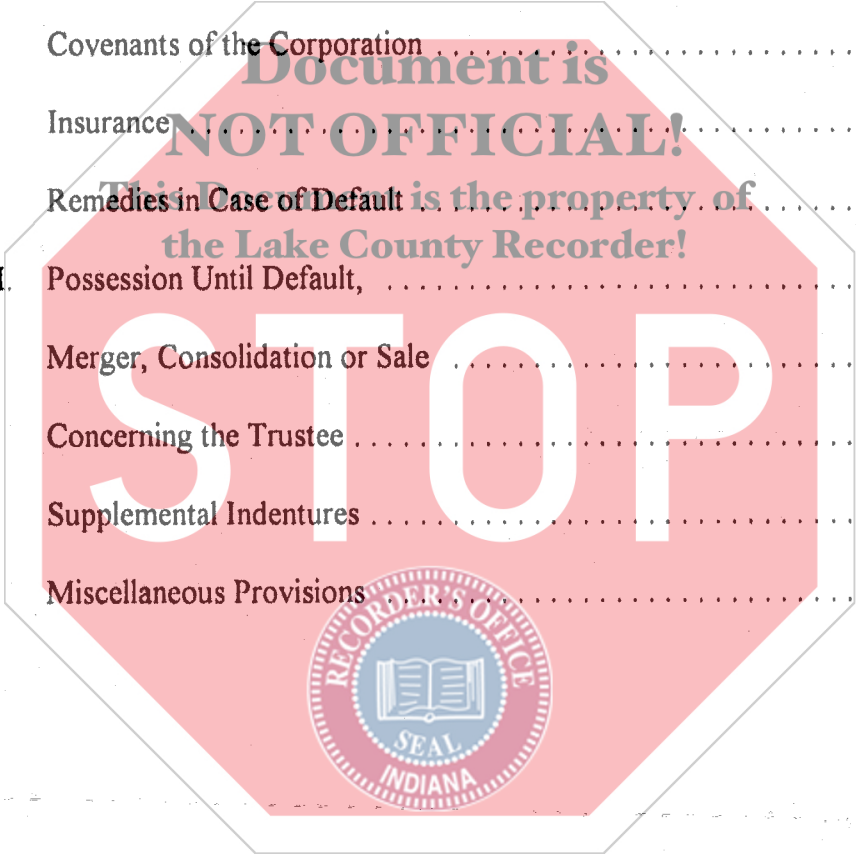 Covenants of the Corporation . . . . . . . . . . . . . . . . . . . . . . . . . .
Document is
Insurance . . . . . . . . . . . . . . . . . . . . . . . . . . . . . . . . . . . . . . . . .
NOT OFFICIAL!
Remedies in Case of Default . . . . . . . . . . . . . . . . . . . . . . . . . . .
This Document is the property of
the Lake County Recorder!
I. Possession Until Default, . . . . . . . . . . . . . . . . . . . . . . . . . . . . .
STOP
Merger, Consolidation or Sale . . . . . . . . . . . . . . . . . . . . . . . . .
Concerning the Trustee . . . . . . . . . . . . . . . . . . . . . . . . . . . . . . .
Supplemental Indentures . . . . . . . . . . . . . . . . . . . . . . . . . . . . . .
Miscellaneous Provisions . . . . . . . . . . . . . . . . . . . . . . . . . . . . .
RECORDER'S OFFICE
SEAL
INDIANA